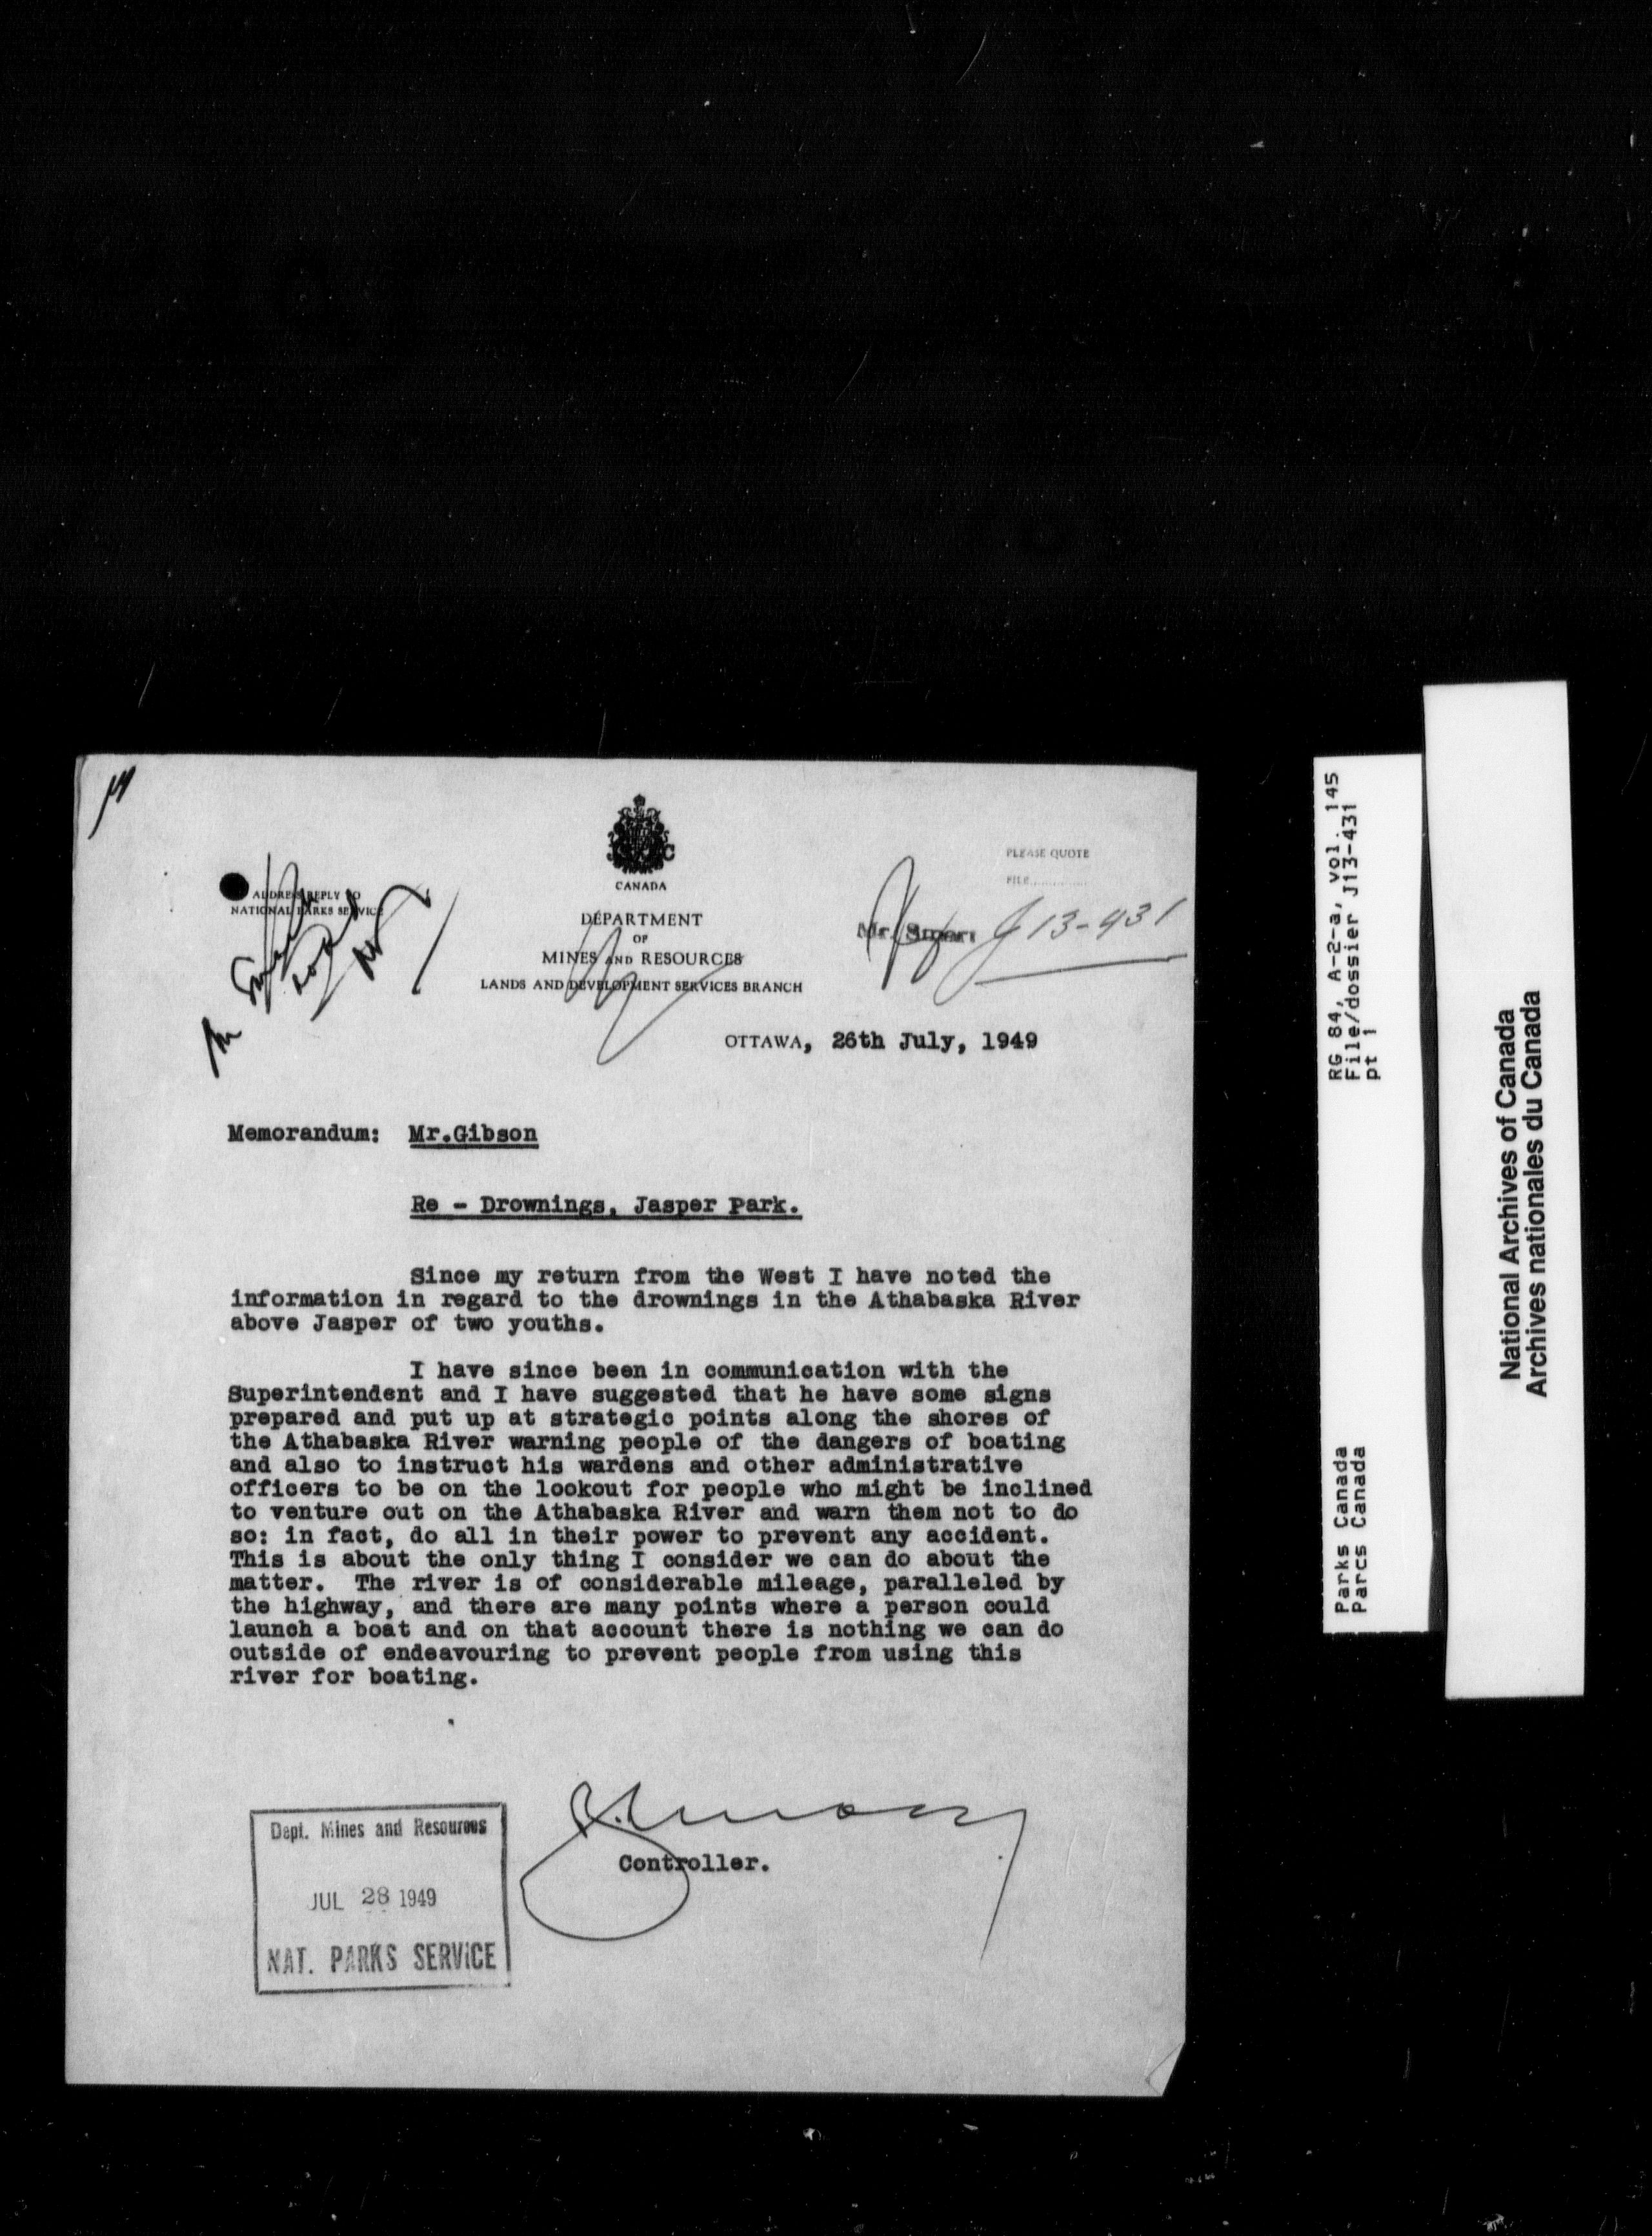 CANADA
ADDRESS REPLY TO
NATIONAL PARKS SERVICE
PLEASE QUOTE
FILE..............
DEPARTMENT
OF
MINES AND RESOURCES
LANDS AND DEVELOPMENT SERVICES BRANCH
Mr.
J 13-431
OTTAWA, 26th July, 1949
Memorandum: Mr.Gibson
Re - Drownings, Jasper Park.
Since my return from the West I have noted the
information in regard to the drownings in the Athabaska River
above Jasper of two youths.
I have since been in communication with the
Superintendent and I have suggested that he have some signs
prepared and put up at strategic points along the shores of
the Athabaska River warning people of the dangers of boating
and also to instruct his wardens and other administrative
officers to be on the lookout for people who might be inclined
to venture out on the Athabaska River and warn them not to do
so: in fact, do all in their power to prevent any accident.
This is about the only thing I consider we can do about the
matter. The river is of considerable mileage, paralleled by
the highway, and there are many points where a person could
launch a boat and on that account there is nothing we can do
outside of endeavouring to prevent people from using this
river for boating.
Controller.
Dept. Mines and Resources
JUL 28 1949
NAT. PARKS SERVICE
RG 84, A-2-a, vol. 145
File/dossier J13-431
pt 1
Parks Canada
Parcs Canada
National Archives of Canada
Archives nationales du Canada